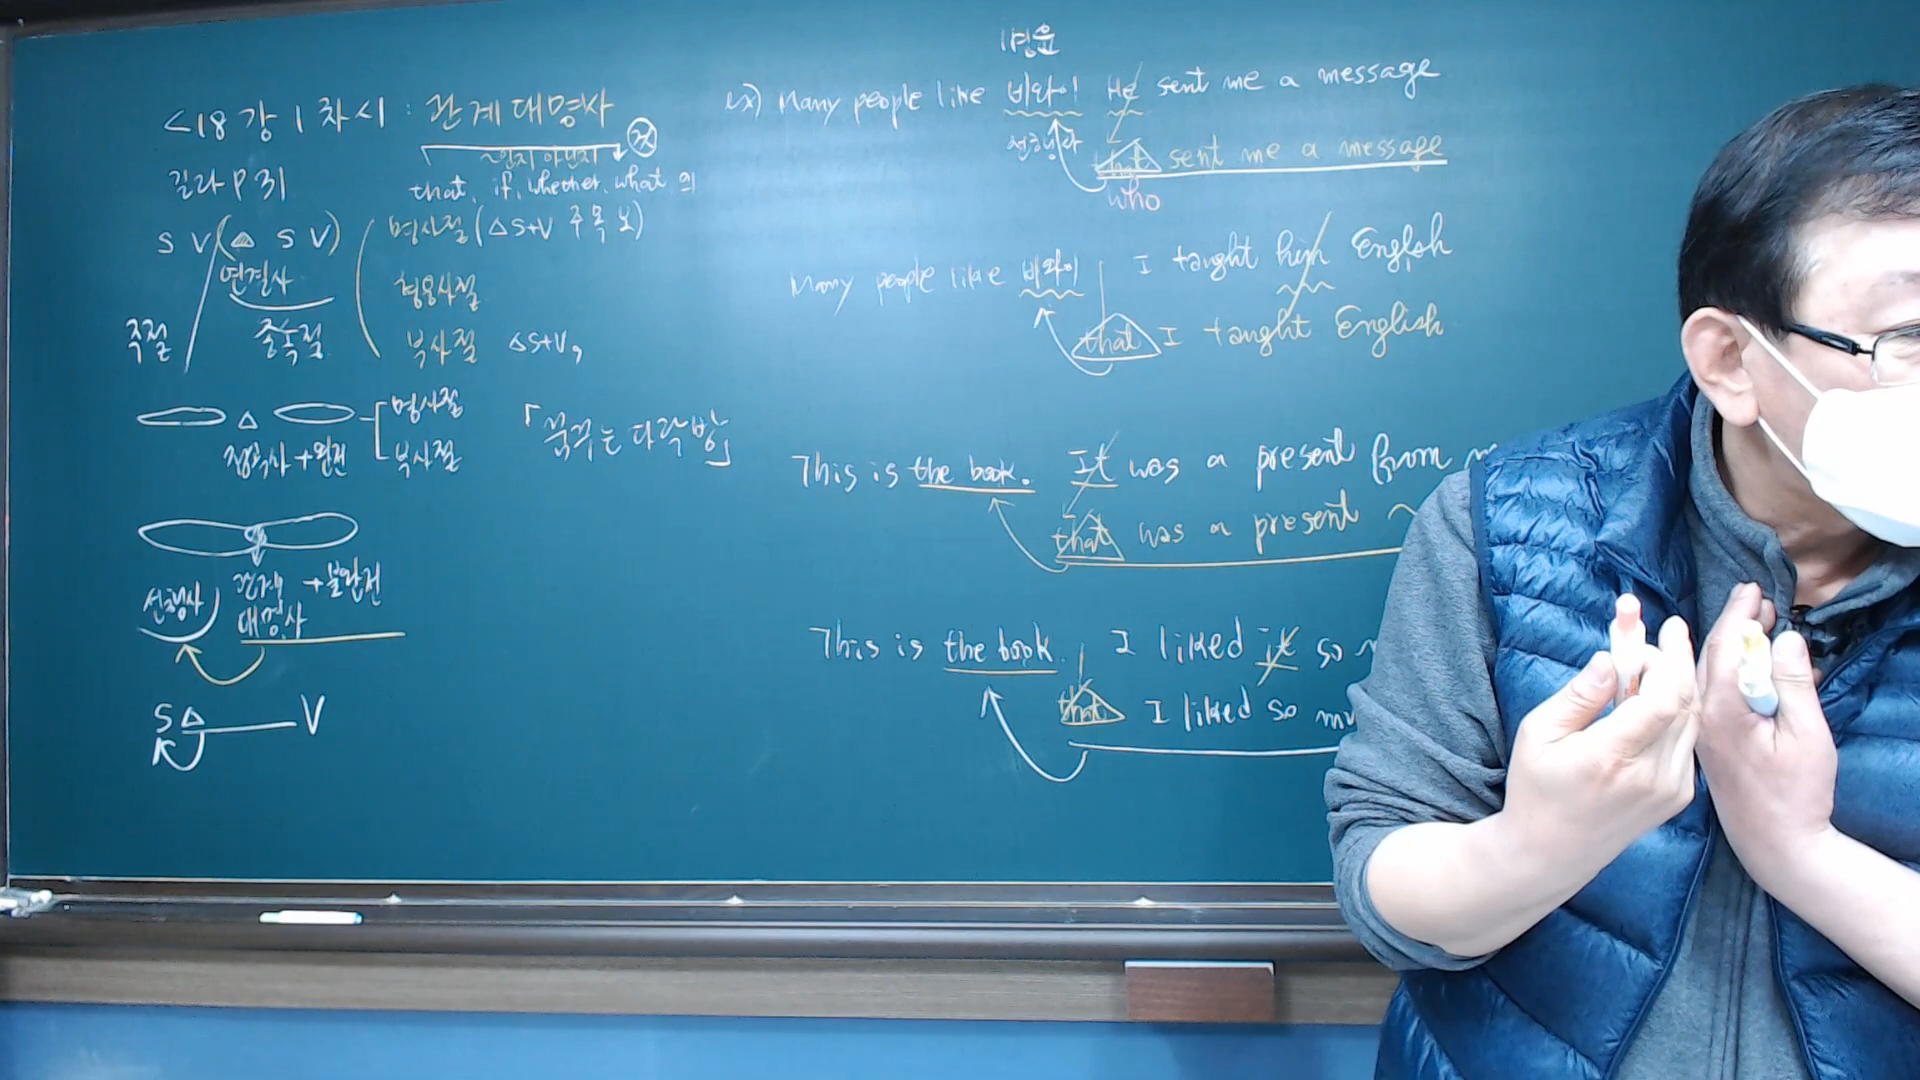 <18강 1차시 : 관계대명사
길라 P 31
that, if, whether, what 의
S V (△ S V)
연결사
주절
종속절
명사절 (△ S+V 주 목 보)
형용사절
부사절 △S+V,
△
접속사 + 완전
명사절
부사절
「꿈꾸는 다락방」
선행사
관계대명사 + 불완전
S △ V
ex) Many people like 비와이 He sent me a message
선행사
that sent me a message
who
Many people like 비와이 I taught him English
that I taught English
This is the book. It was a present from
that was a present ~
This is the book. I liked it so
that I liked so mu